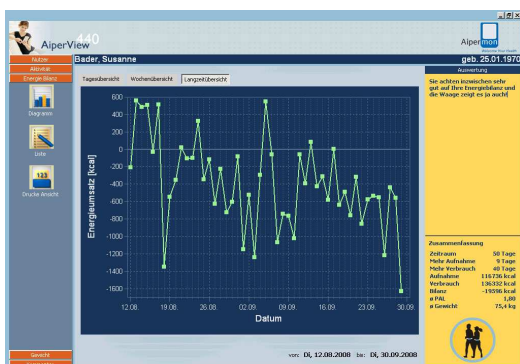 AiperView 440
Aipermon
Welcome Your Health
Nutzer
Aktivität
Energie Bilanz
Diagramm
Liste
Drucke Ansicht
Gewicht
Bader, Susanne
geb. 25.01.1970
Tagesübersicht Wochenübersicht Langzeitübersicht
Energieumsatz [kcal]
600
400
200
0
-200
-400
-600
-800
-1000
-1200
-1400
-1600
12.08. 19.08. 26.08. 02.09. 09.09. 16.09. 23.09. 30.09.
Datum
von: Di, 12.08.2008 bis: Di, 30.09.2008
Auswertung
Sie achten inzwischen sehr
gut auf Ihre Energiebilanz und
die Waage zeigt es ja auch!
Zusammenfassung
Zeitraum 50 Tage
Mehr Aufnahme 9 Tage
Mehr Verbrauch 40 Tage
Aufnahme 116736 kcal
Verbrauch 136332 kcal
Bilanz -19596 kcal
ø PAL 1,80
ø Gewicht 75,4 kg